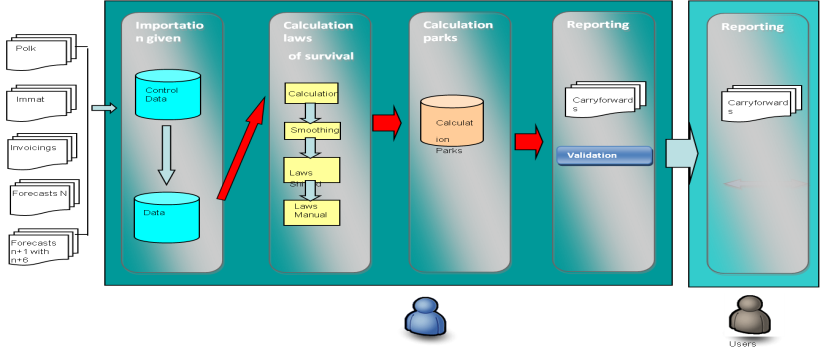 Polk
Immat
Invoicings
Forecasts N
Forecasts
n+1 with
n+6
Importatio
n given
Control
Data
Data
Calculation
laws
of survival
Calculation
Smoothing
Laws
Laws
Manual
Calculation
parks
Calculat
ion
Parks
Reporting
Carryforward
s
Validation
Reporting
Carryforward
s
Users